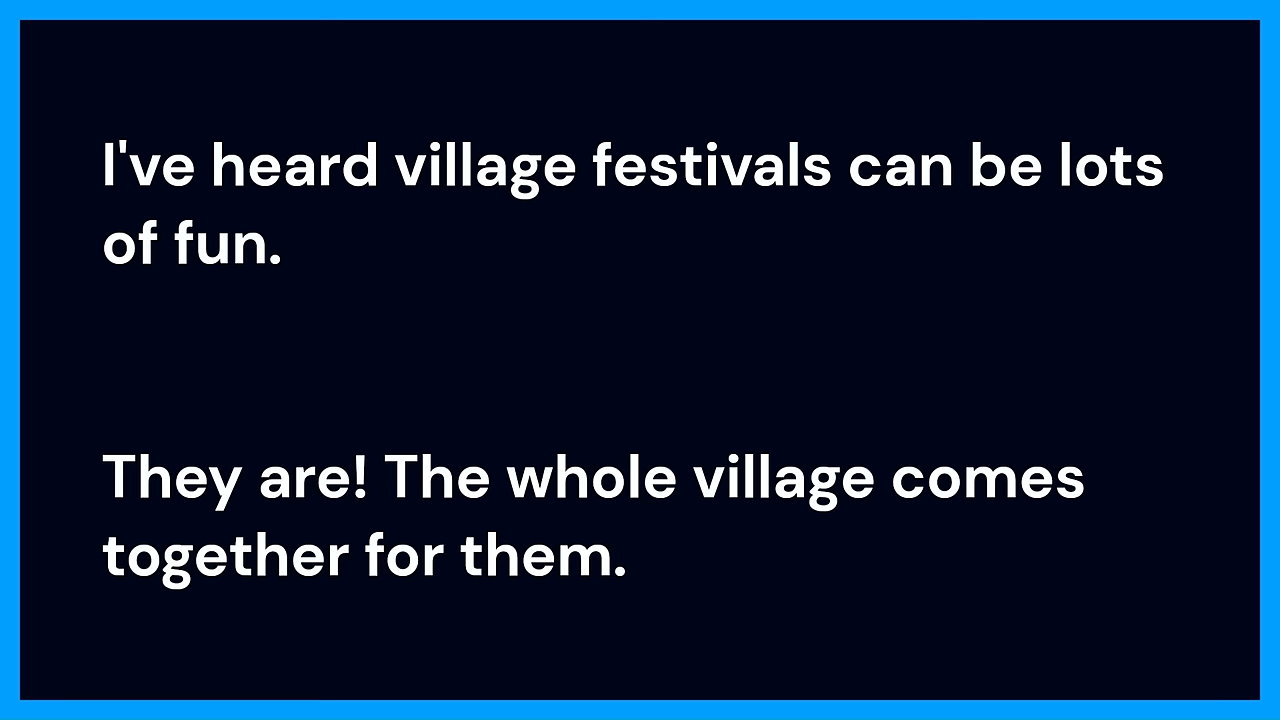 I've heard village festivals can be lots
of fun.
They are! The whole village comes
together for them.